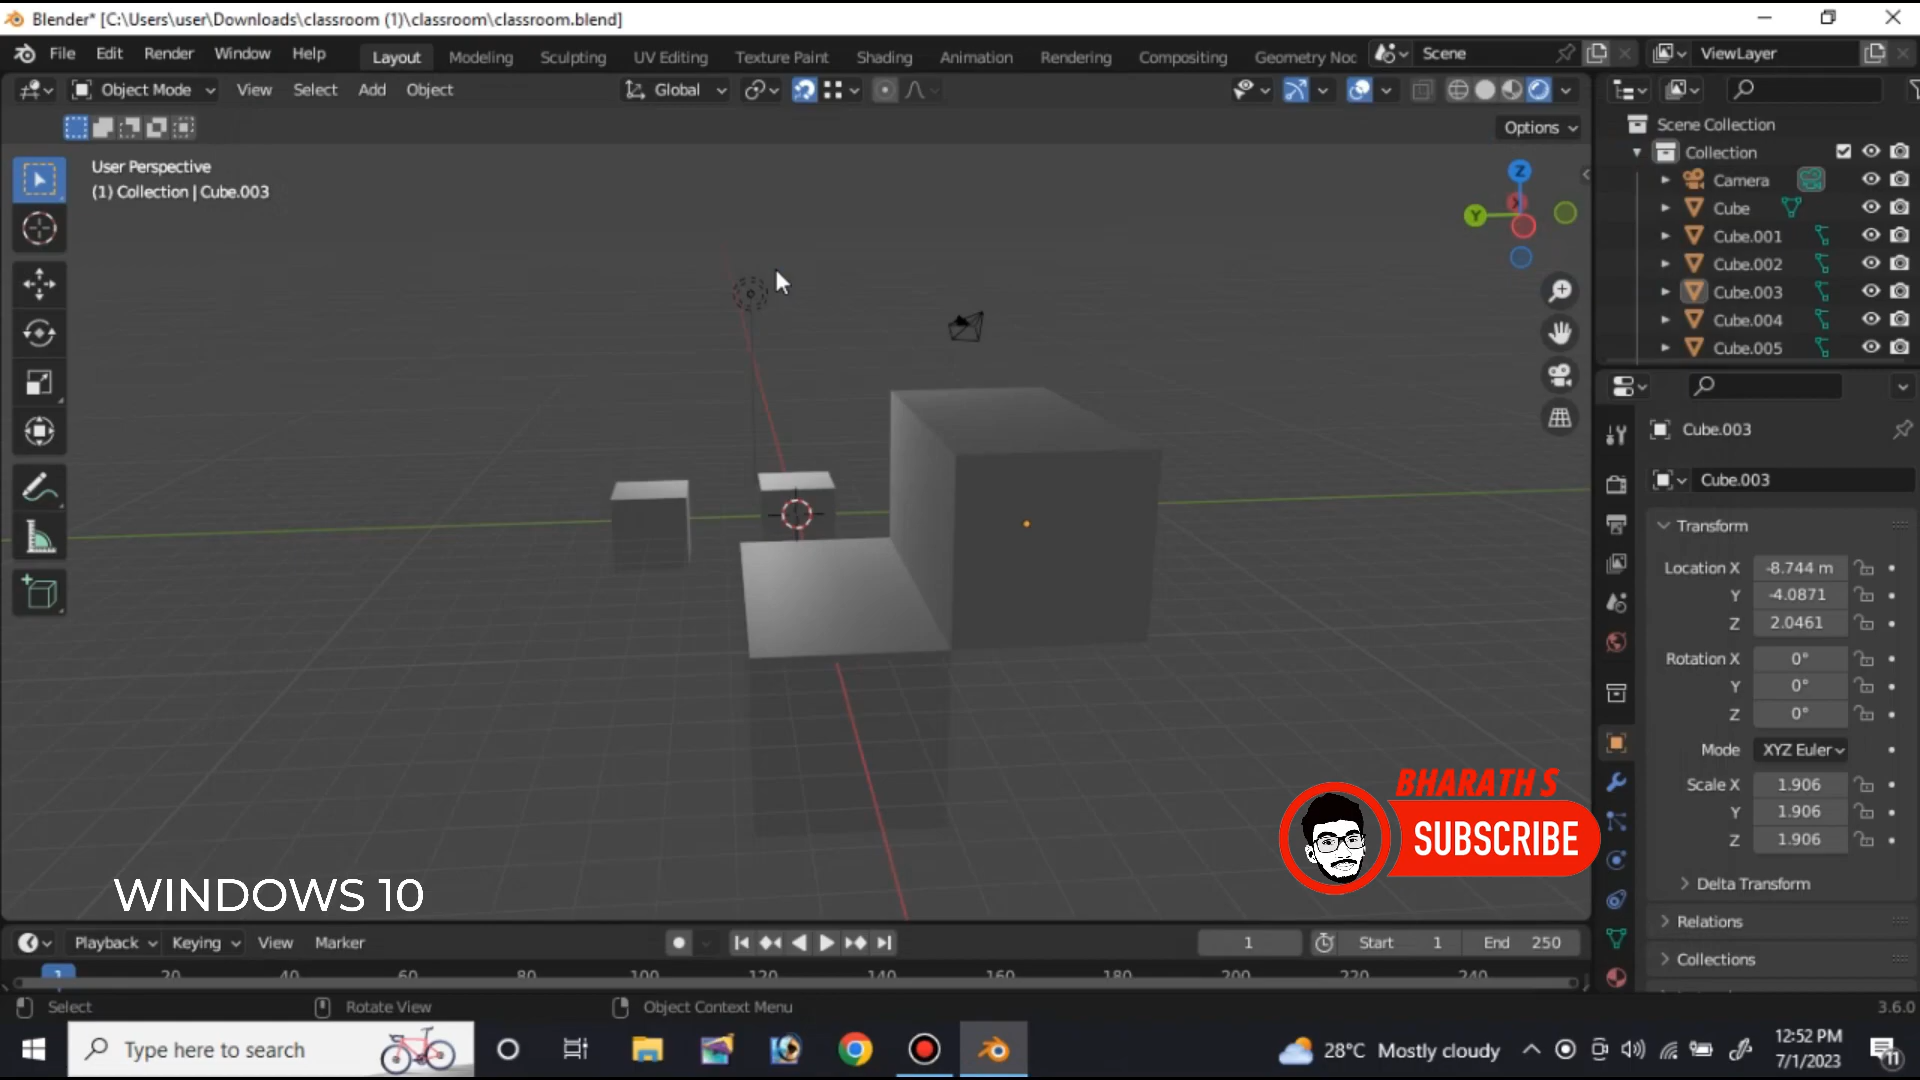 Blender* [C:\Users\user\Downloads\classroom (1)\classroom\classroom.blend]
File Edit Render Window Help Layout Modeling Sculpting UV Editing Texture Paint Shading Animation Rendering Compositing Geometry Noc Scene ViewLayer
Object Mode View Select Add Object Global
Options
User Perspective
(1) Collection | Cube.003
Z
Y
X
Scene Collection
Collection
Camera
Cube
Cube.001
Cube.002
Cube.003
Cube.004
Cube.005
Cube.003
Cube.003
Transform
Location X -8.744 m
Y -4.0871
Z 2.0461
Rotation X 0°
Y 0°
Z 0°
Mode XYZ Euler
Scale X 1.906
Y 1.906
Z 1.906
Delta Transform
Relations
Collections
BHARATH S
SUBSCRIBE
WINDOWS 10
Playback Keying View Marker 1 Start 1 End 250
1 20 40 60 80 100 120 140 160 180 200 220 240
Select Rotate View Object Context Menu 3.6.0
Type here to search
28°C Mostly cloudy
12:52 PM
7/1/2023
11